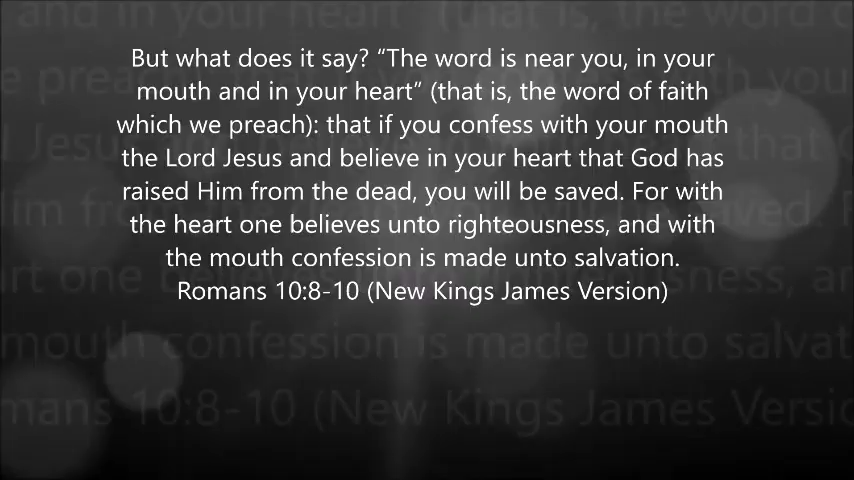 But what does it say? “The word is near you, in your
mouth and in your heart” (that is, the word of faith
which we preach): that if you confess with your mouth
the Lord Jesus and believe in your heart that God has
raised Him from the dead, you will be saved. For with
the heart one believes unto righteousness, and with
the mouth confession is made unto salvation.
Romans 10:8-10 (New Kings James Version)